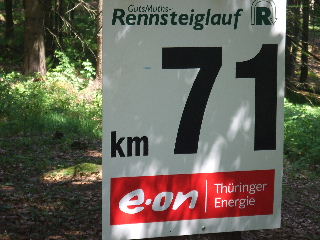 GutsMuths-
Rennsteiglauf
km 71
e·on Thüringer
Energie